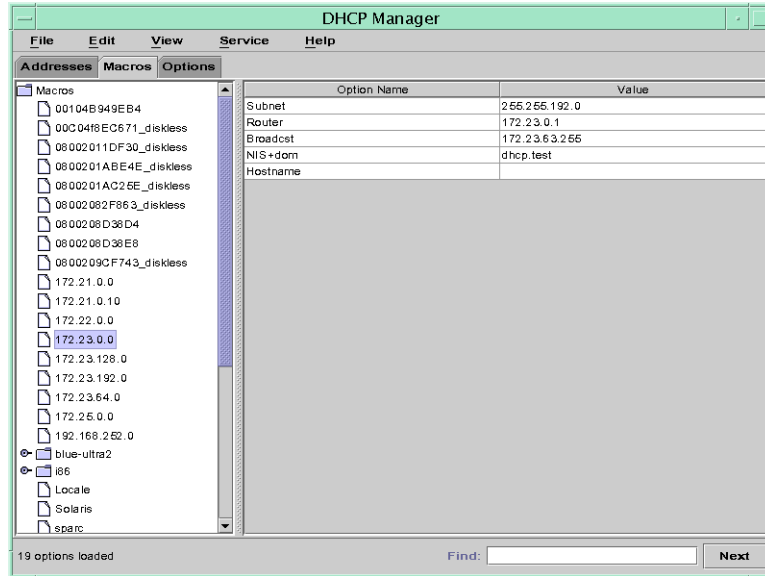 DHCP Manager
File Edit View Service Help
Addresses Macros Options
Macros
00104B949EB4
00C04f8EC671_diskless
08002011DF30_diskless
0800201ABE4E_diskless
0800201AC25E_diskless
08002082F863_diskless
0800208D38D4
0800208D38E8
0800209CF743_diskless
172.21.0.0
172.21.0.10
172.22.0.0
172.23.0.0
172.23.128.0
172.23.192.0
172.23.64.0
172.25.0.0
192.168.252.0
blue-ultra2
i86
Locale
Solaris
sparc
Option Name Value
Subnet 255.255.192.0
Router 172.23.0.1
Broadcst 172.23.63.255
NIS+dom dhcp.test
Hostname
19 options loaded
Find:
Next